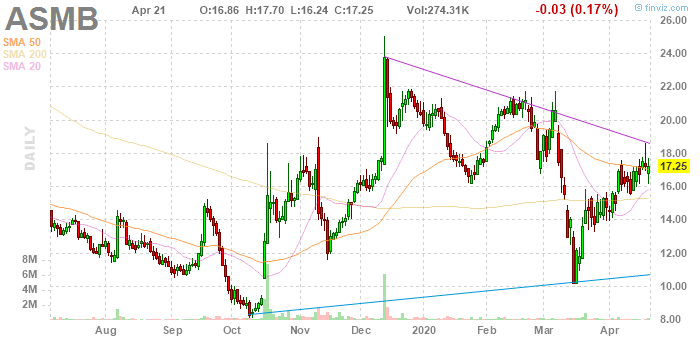 ASMB Apr 21 O:16.86 H:17.70 L:16.24 C:17.25 Vol:274.31K -0.03 (0.17%) © finviz.com
SMA 50
SMA 200
SMA 20
DAILY
26.00
24.00
22.00
20.00
18.00
17.25
16.00
14.00
12.00
10.00
8.00
8M
6M
4M
2M
Aug Sep Oct Nov Dec 2020 Feb Mar Apr